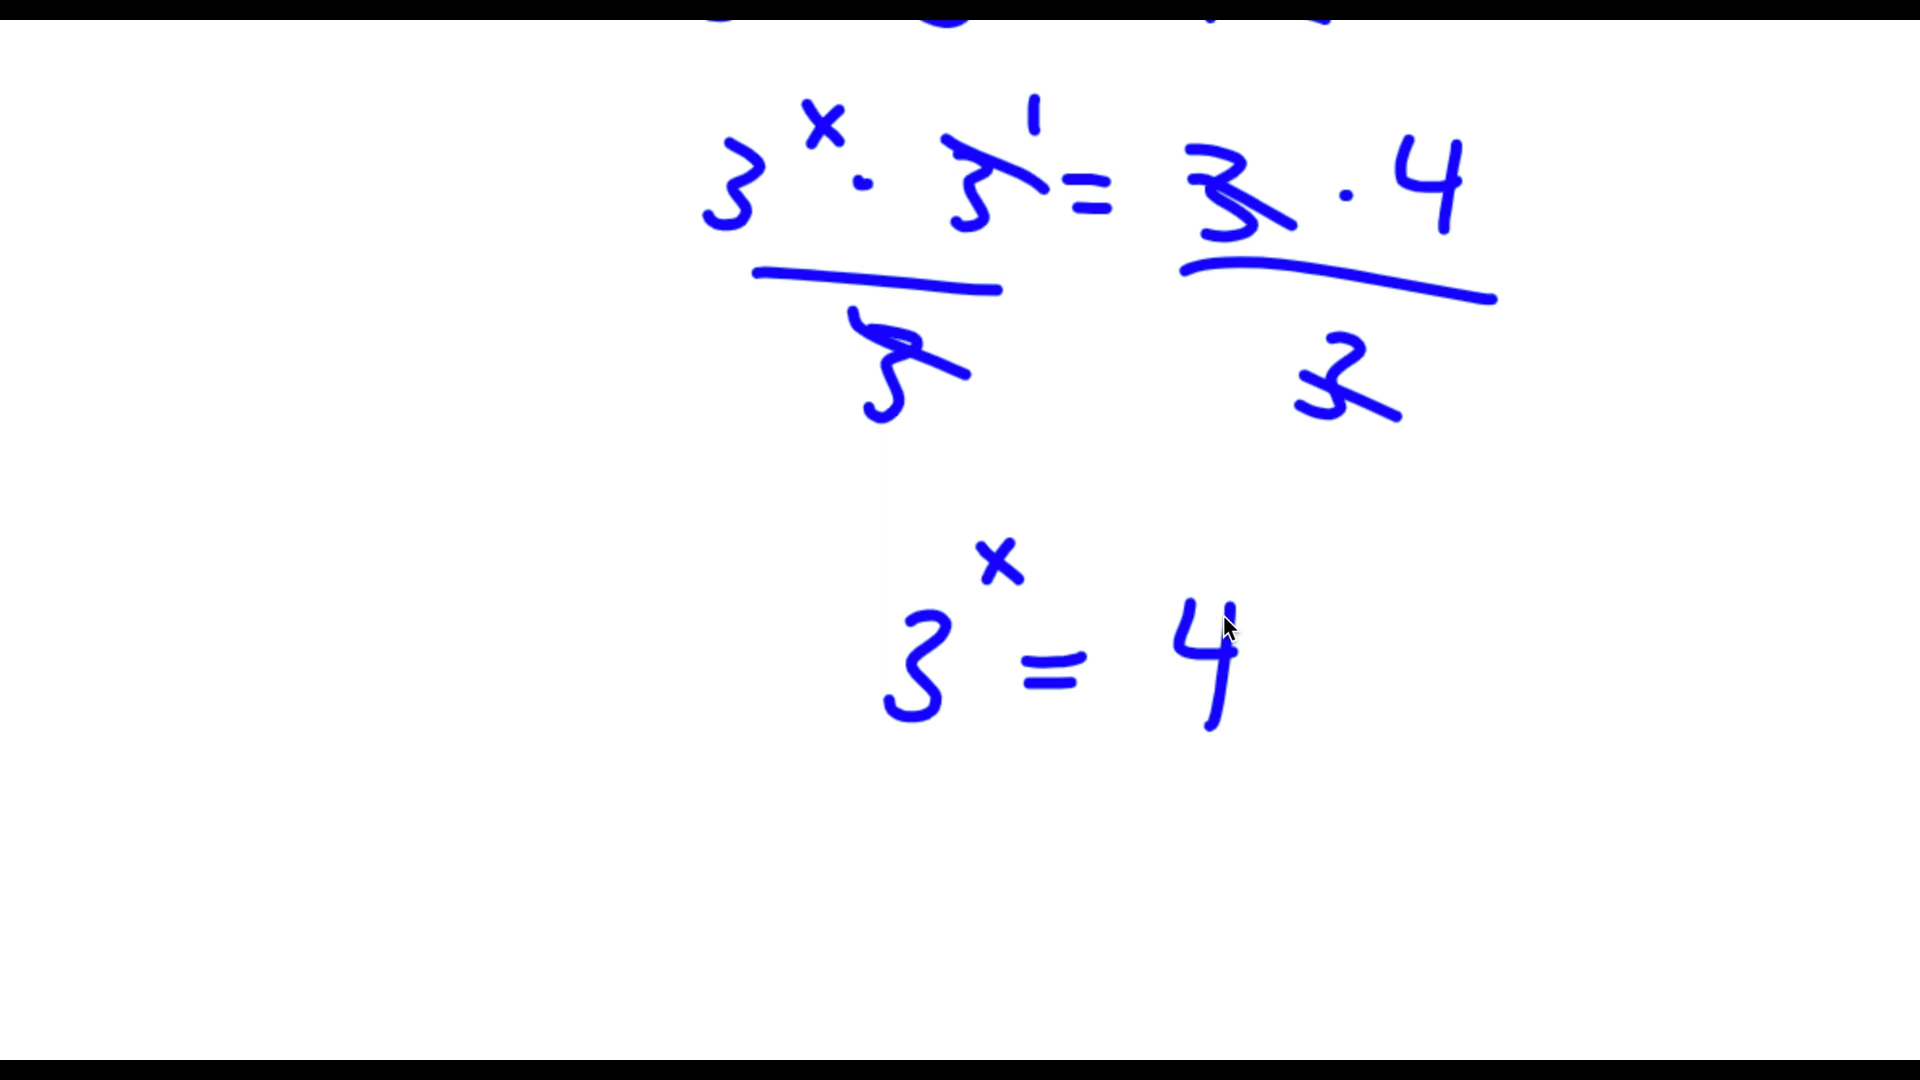 3^x · 3^1 = 3 · 4
3 3
3^x = 4